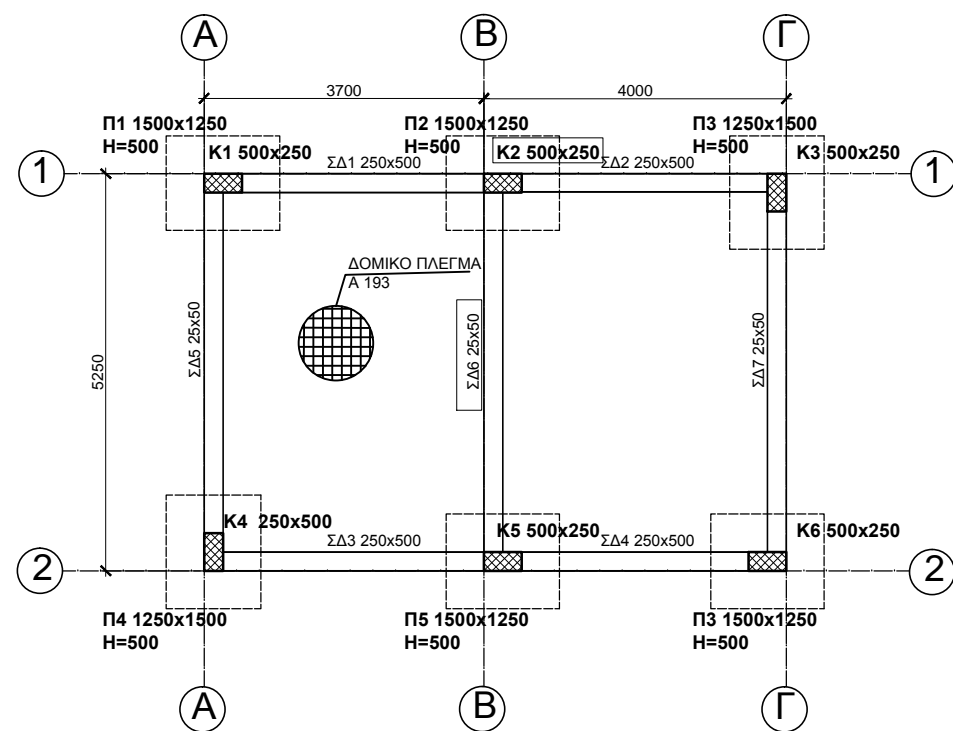 Α Β Γ
3700 4000
Π1 1500x1250 Π2 1500x1250 Π3 1250x1500
H=500 H=500 H=500
K1 500x250 K2 500x250 K3 500x250
ΣΔ1 250x500 ΣΔ2 250x500
1 1
ΔΟΜΙΚΟ ΠΛΕΓΜΑ
A 193
5250
ΣΔ5 25x50
ΣΔ6 25x50
ΣΔ7 25x50
K4 250x500 K5 500x250 K6 500x250
ΣΔ3 250x500 ΣΔ4 250x500
2 2
Π4 1250x1500 Π5 1500x1250 Π3 1500x1250
H=500 H=500 H=500
Α Β Γ